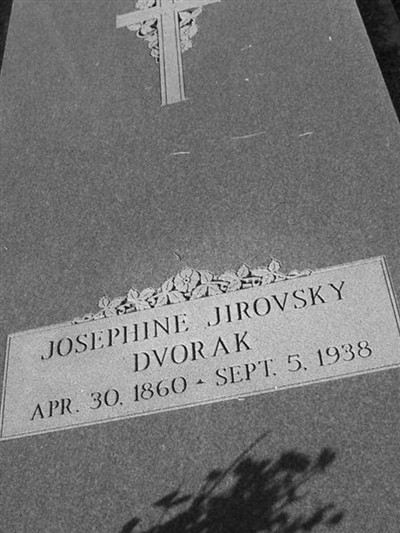 JOSEPHINE JIROVSKY
DVORAK
APR. 30, 1860 - SEPT. 5, 1938